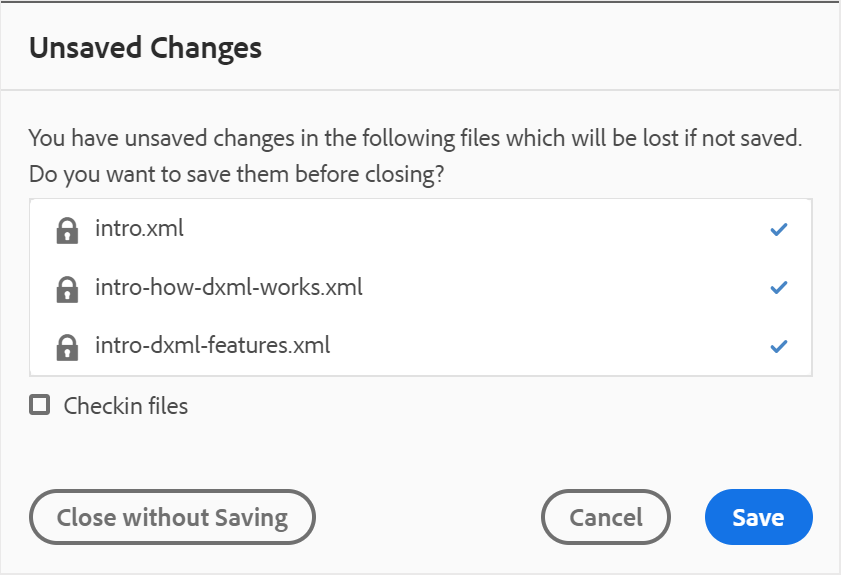 Unsaved Changes
You have unsaved changes in the following files which will be lost if not saved.
Do you want to save them before closing?
intro.xml
intro-how-dxml-works.xml
intro-dxml-features.xml
Checkin files
Close without Saving
Cancel
Save